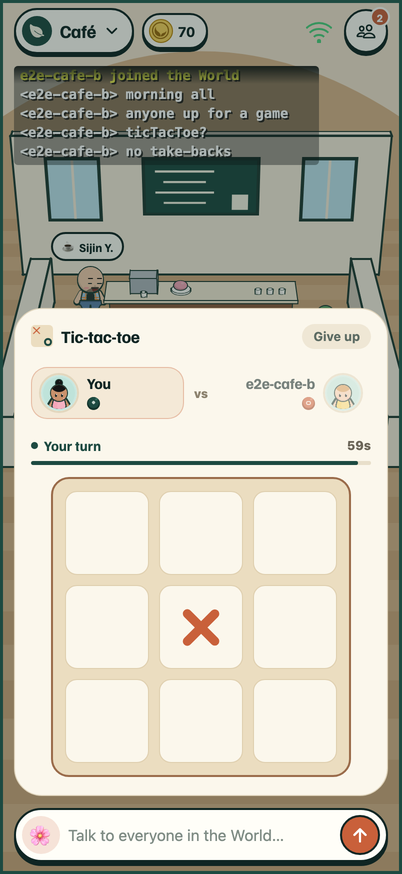 Café
70
2
e2e-cafe-b joined the World
<e2e-cafe-b> morning all
<e2e-cafe-b> anyone up for a game
<e2e-cafe-b> ticTacToe?
<e2e-cafe-b> no take-backs
Sijin Y.
Tic-tac-toe
Give up
You
vs
e2e-cafe-b
Your turn
59s
Talk to everyone in the World...